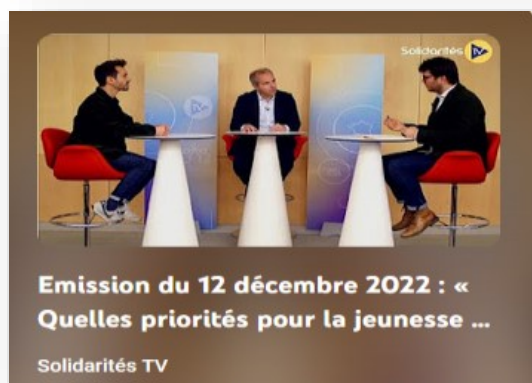 Solidarités TV
Emission du 12 décembre 2022 : «
Quelles priorités pour la jeunesse ...
Solidarités TV